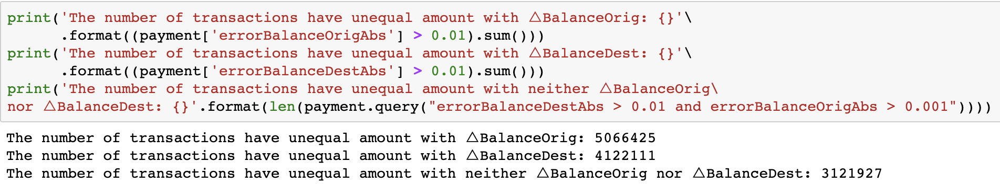 print('The number of transactions have unequal amount with △BalanceOrig: {}'\
      .format((payment['errorBalanceOrigAbs'] > 0.01).sum()))
print('The number of transactions have unequal amount with △BalanceDest: {}'\
      .format((payment['errorBalanceDestAbs'] > 0.01).sum()))
print('The number of transactions have unequal amount with neither △BalanceOrig\
nor △BalanceDest: {}'.format(len(payment.query("errorBalanceDestAbs > 0.01 and errorBalanceOrigAbs > 0.001"))))
The number of transactions have unequal amount with △BalanceOrig: 5066425
The number of transactions have unequal amount with △BalanceDest: 4122111
The number of transactions have unequal amount with neither △BalanceOrig nor △BalanceDest: 3121927